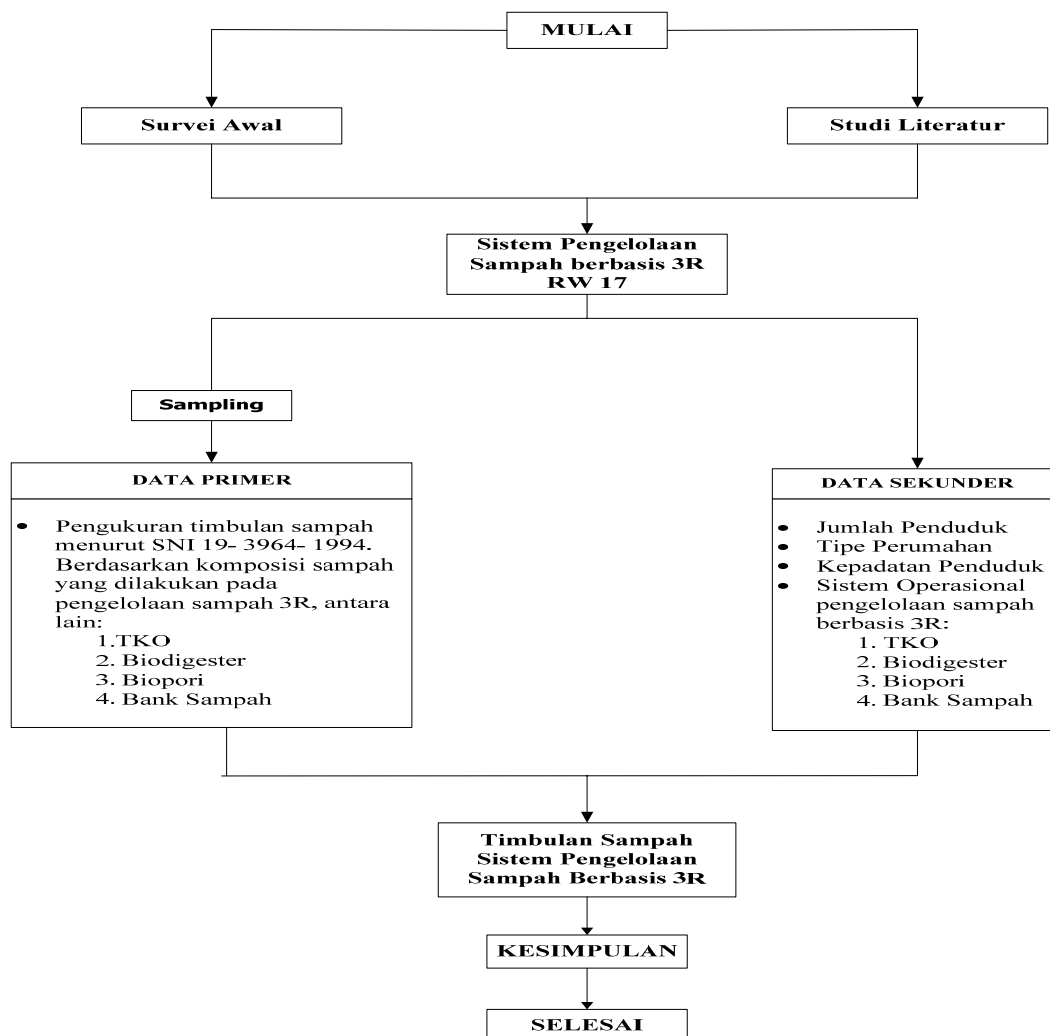 MULAI
Survei Awal
Studi Literatur
Sistem Pengelolaan
Sampah berbasis 3R
RW 17
Sampling
DATA PRIMER
• Pengukuran timbulan sampah
menurut SNI 19- 3964- 1994.
Berdasarkan komposisi sampah
yang dilakukan pada
pengelolaan sampah 3R, antara
lain:
1.TKO
2. Biodigester
3. Biopori
4. Bank Sampah
DATA SEKUNDER
• Jumlah Penduduk
• Tipe Perumahan
• Kepadatan Penduduk
• Sistem Operasional
pengelolaan sampah
berbasis 3R:
1. TKO
2. Biodigester
3. Biopori
4. Bank Sampah
Timbulan Sampah
Sistem Pengelolaan
Sampah Berbasis 3R
KESIMPULAN
SELESAI